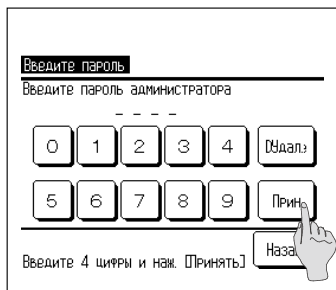 Введите пароль
Введите пароль администратора
_ _ _ _
0 1 2 3 4 Удал.
5 6 7 8 9 Прин.
Введите 4 цифры и наж. [Принять]